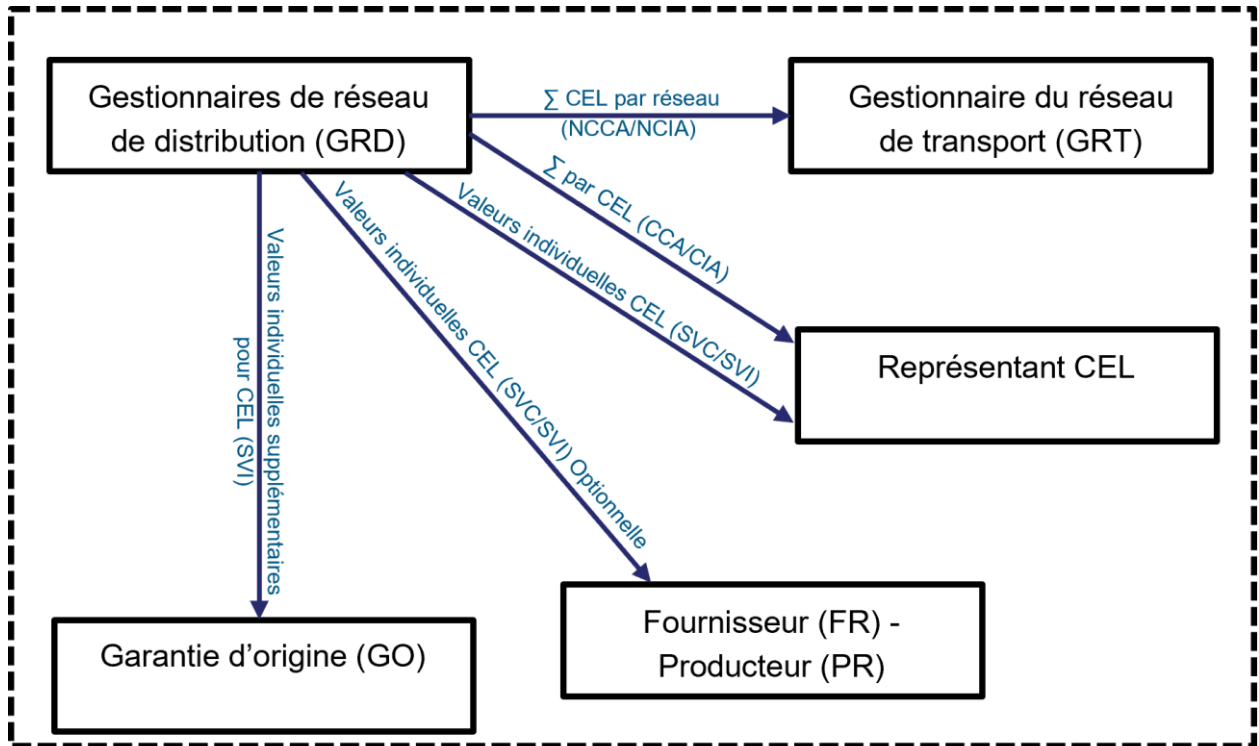 Gestionnaires de réseau
de distribution (GRD)
∑ CEL par réseau
(NCCA/NCIA)
Gestionnaire du réseau
de transport (GRT)
∑ par CEL (CCA/CIA)
Valeurs individuelles CEL (SVC/SVI)
Valeurs individuelles CEL (SVC/SVI) Optionnelle
Valeurs individuelles supplémentaires
pour CEL (SVI)
Représentant CEL
Fournisseur (FR) -
Producteur (PR)
Garantie d’origine (GO)